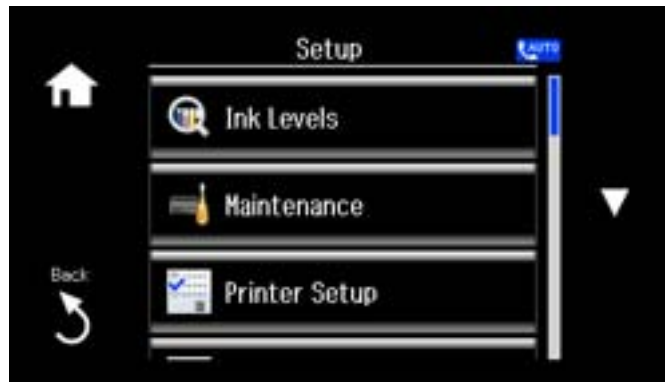 Setup
AUTO
Ink Levels
Maintenance
Printer Setup
Back